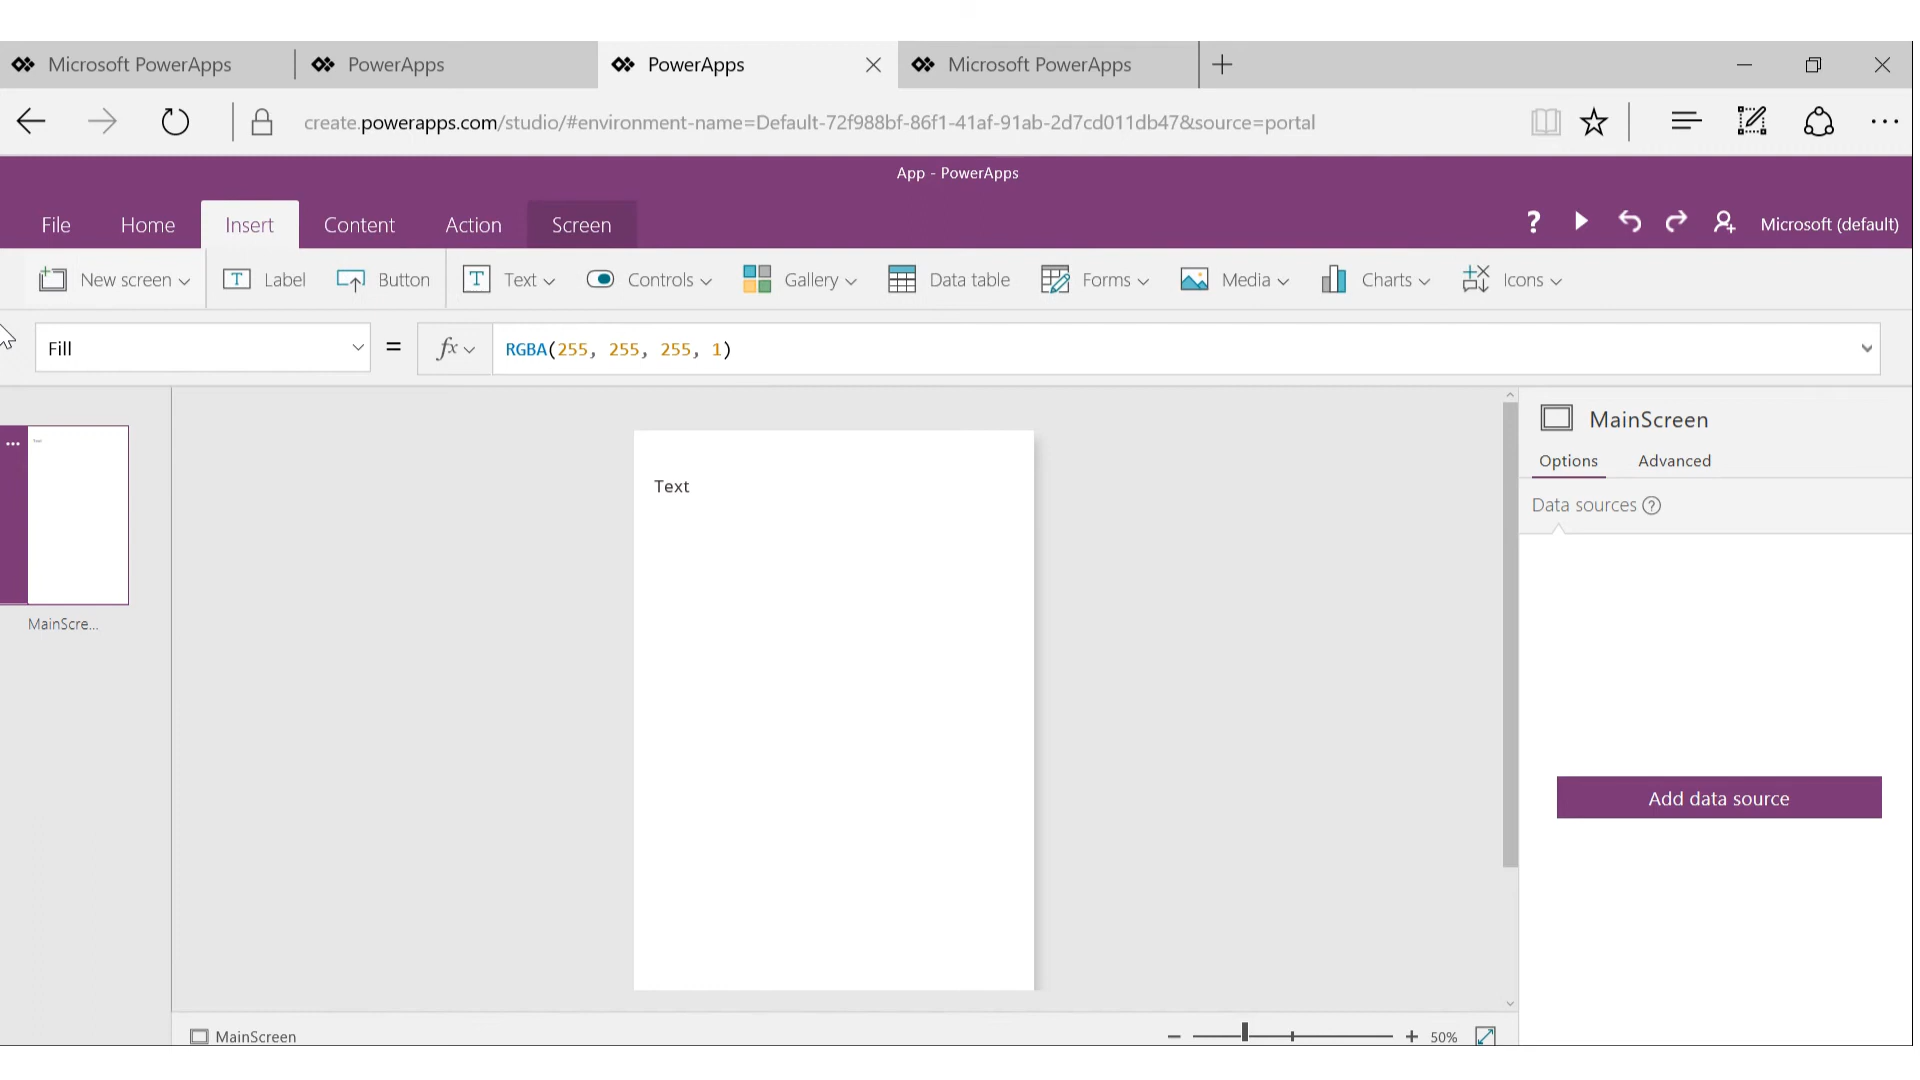 Microsoft PowerApps
PowerApps
PowerApps
Microsoft PowerApps
create.powerapps.com/studio/#environment-name=Default-72f988bf-86f1-41af-91ab-2d7cd011db47&source=portal
App - PowerApps
File
Home
Insert
Content
Action
Screen
?
Microsoft (default)
New screen
Label
Button
Text
Controls
Gallery
Data table
Forms
Media
Charts
Icons
Fill
=
fx
RGBA(255, 255, 255, 1)
Text
MainScre...
Text
MainScreen
Options
Advanced
Data sources ?
Add data source
MainScreen
50%